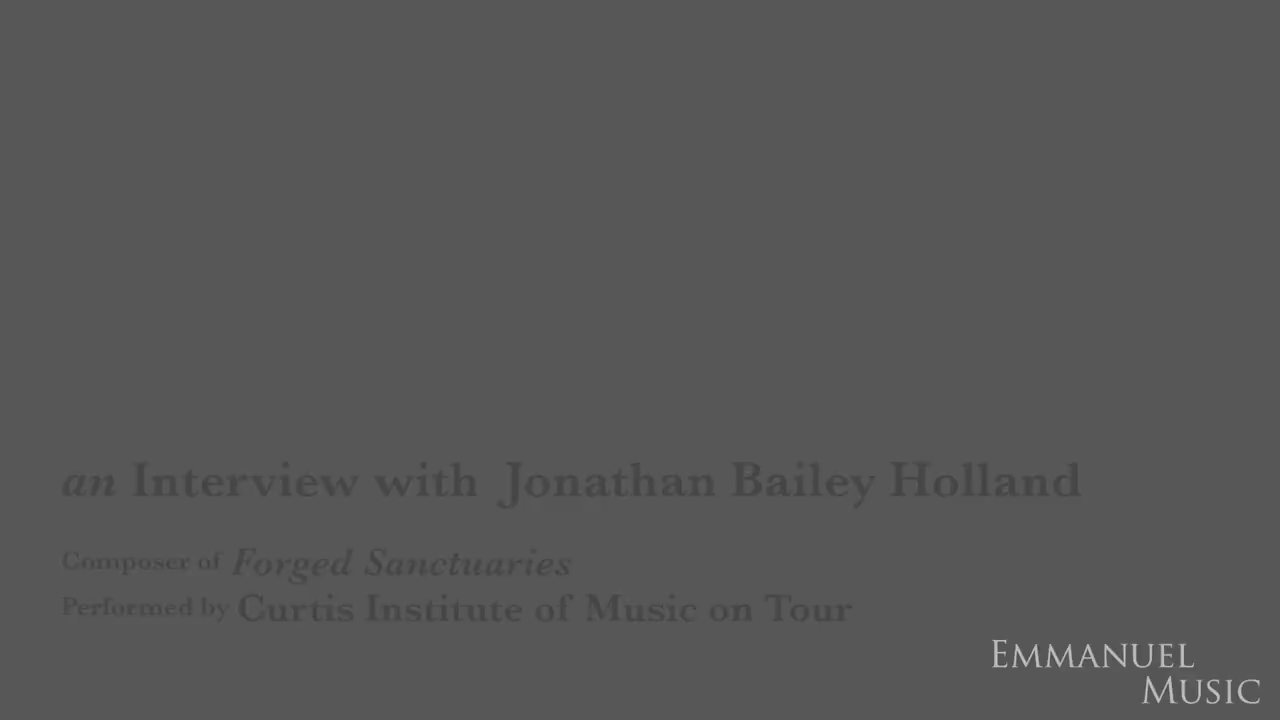 an Interview with Jonathan Bailey Holland
Composer of Forged Sanctuaries
Performed by Curtis Institute of Music on Tour
EMMANUEL
MUSIC